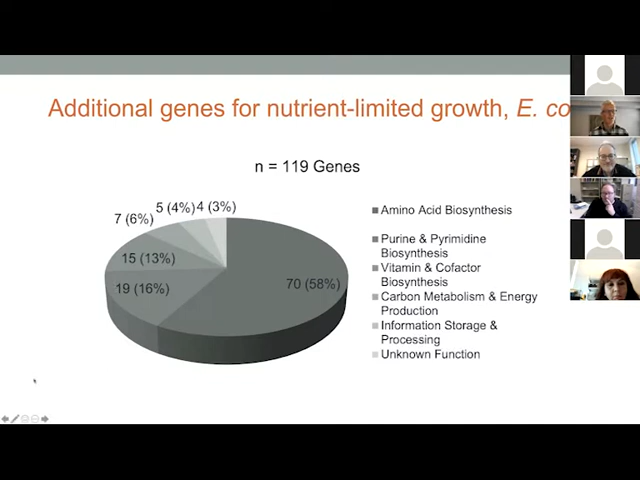 Additional genes for nutrient-limited growth, E. co
n = 119 Genes
5 (4%) 4 (3%)
7 (6%)
15 (13%)
19 (16%)
70 (58%)
Amino Acid Biosynthesis
Purine & Pyrimidine
Biosynthesis
Vitamin & Cofactor
Biosynthesis
Carbon Metabolism & Energy
Production
Information Storage &
Processing
Unknown Function